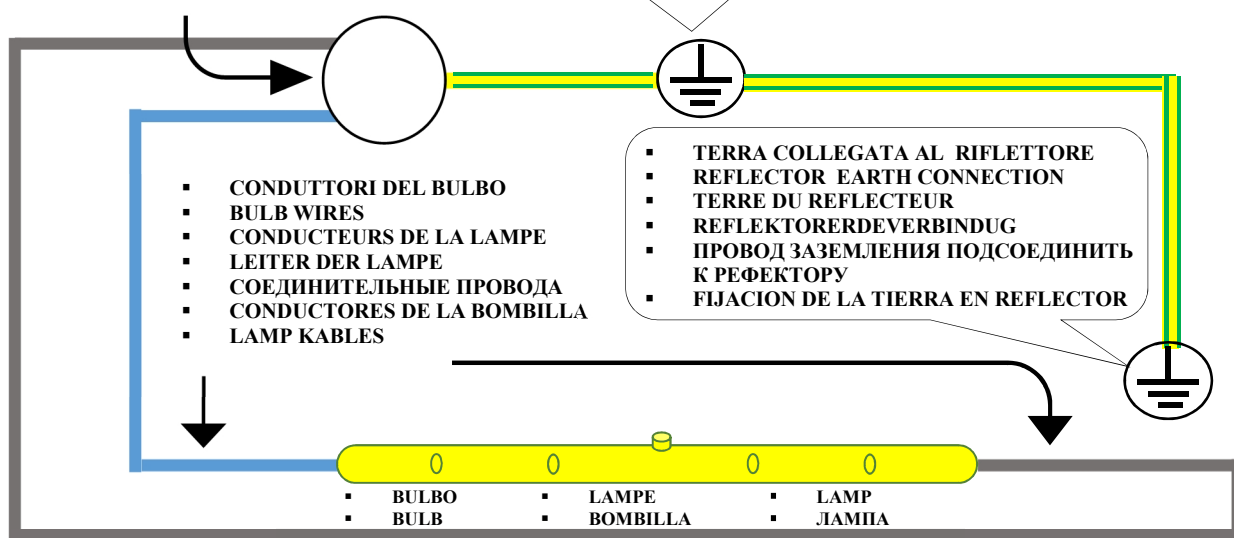 ▪ CONDUTTORI DEL BULBO
▪ BULB WIRES
▪ CONDUCTEURS DE LA LAMPE
▪ LEITER DER LAMPE
▪ СОЕДИНИТЕЛЬНЫЕ ПРОВОДА
▪ CONDUCTORES DE LA BOMBILLA
▪ LAMP KABLES
▪ TERRA COLLEGATA AL RIFLETTORE
▪ REFLECTOR EARTH CONNECTION
▪ TERRE DU REFLECTEUR
▪ REFLEKTORERDEVERBINDUG
▪ ПРОВОД ЗАЗЕМЛЕНИЯ ПОДСОЕДИНИТЬ
К РЕФЕКТОРУ
▪ FIJACION DE LA TIERRA EN REFLECTOR
▪ BULBO ▪ LAMPE ▪ LAMP
▪ BULB ▪ BOMBILLA ▪ ЛАМПА